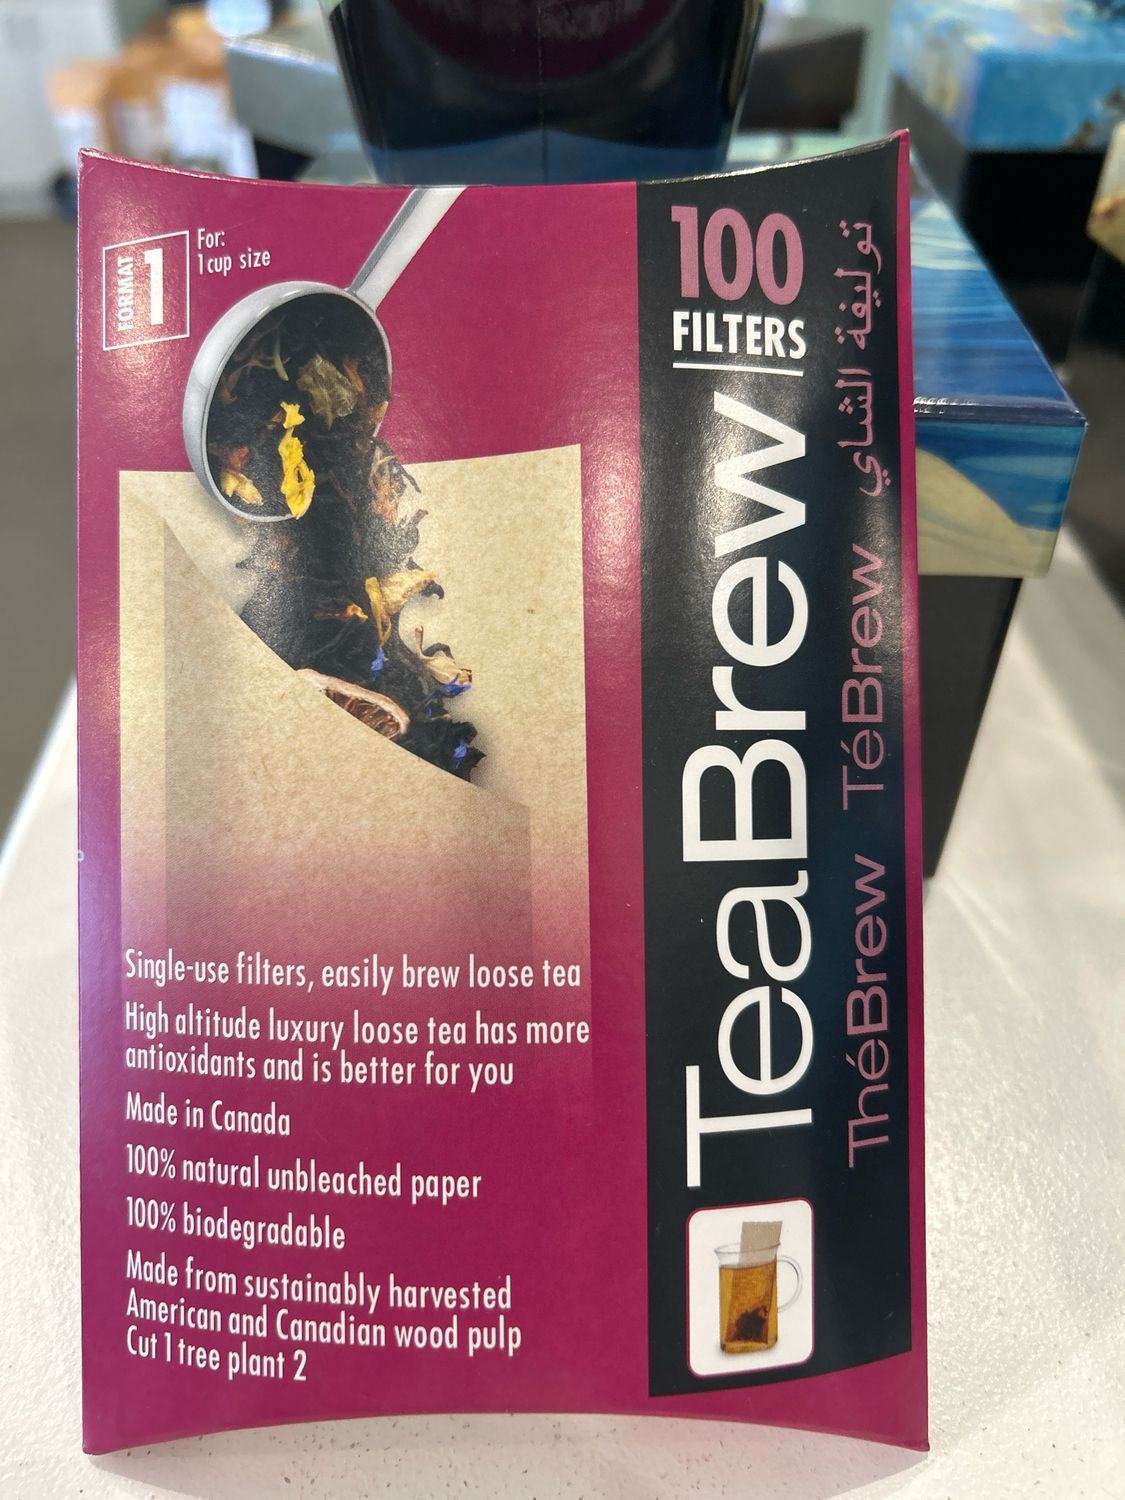 FORMAT
1
For:
1 cup size
100
FILTERS
TeaBrew
ThéBrew TéBrew توليفة الشاي
Single-use filters, easily brew loose tea
High altitude luxury loose tea has more
antioxidants and is better for you
Made in Canada
100% natural unbleached paper
100% biodegradable
Made from sustainably harvested
American and Canadian wood pulp
Cut 1 tree plant 2